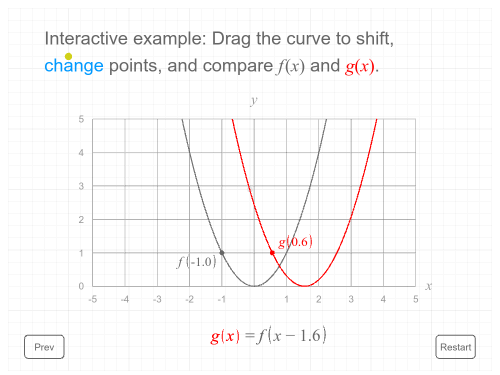 Interactive example: Drag the curve to shift,
change points, and compare f(x) and g(x).
y
5
4
3
2
1
0
g(0.6)
f(-1.0)
-5 -4 -3 -2 -1 1 2 3 4 5 x
g(x) = f(x − 1.6)
Prev
Restart